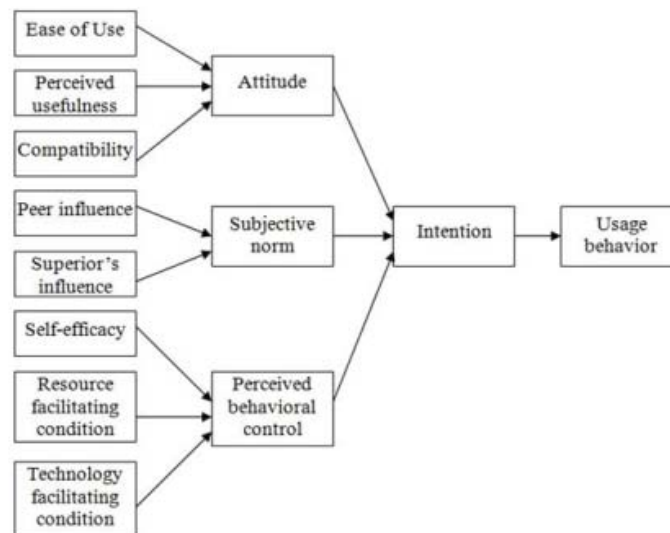 Ease of Use
Perceived
usefulness
Compatibility
Attitude
Peer influence
Superior's
influence
Subjective
norm
Intention
Usage
behavior
Self-efficacy
Resource
facilitating
condition
Technology
facilitating
condition
Perceived
behavioral
control